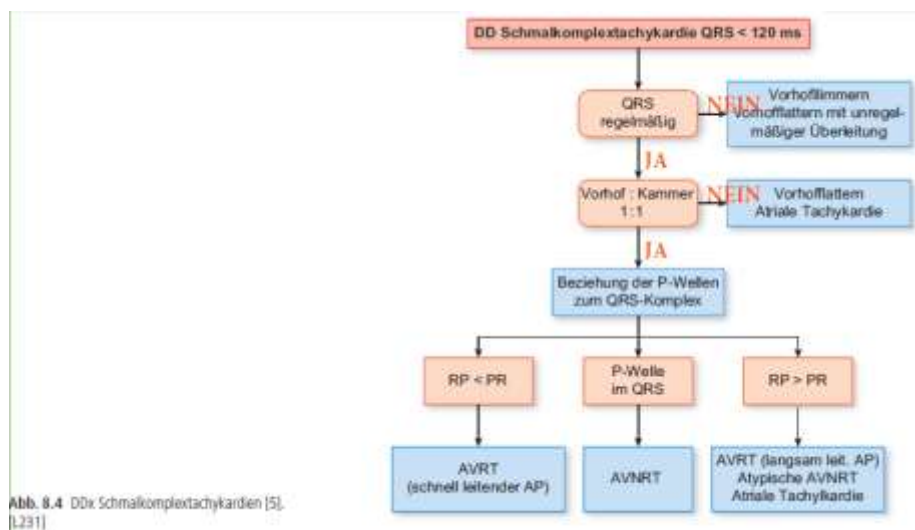 DD Schmalkomplextachykardie QRS < 120 ms
QRS
regelmäßig
NEIN
Vorhofflimmern
Vorhofflattern mit unregel-
mäßiger Überleitung
JA
Vorhof : Kammer
1:1
NEIN
Vorhofflattern
Atriale Tachykardie
JA
Beziehung der P-Wellen
zum QRS-Komplex
RP < PR
P-Welle
im QRS
RP > PR
AVRT
(schnell leitender AP)
AVNRT
AVRT (langsam leit. AP)
Atypische AVNRT
Atriale Tachylkardie
Abb. 8.4 DDx Schmalkomplextachykardien [5].
[L231]